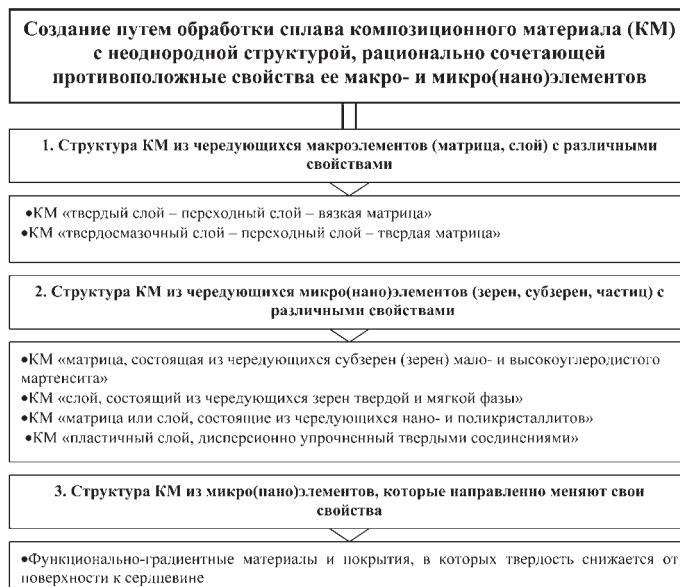 Создание путем обработки сплава композиционного материала (КМ)
с неоднородной структурой, рационально сочетающей
противоположные свойства ее макро- и микро(нано)элементов
1. Структура КМ из чередующихся макроэлементов (матрица, слой) с различными
свойствами
•КМ «твердый слой – переходный слой – вязкая матрица»
•КМ «твердосмазочный слой – переходный слой – твердая матрица»
2. Структура КМ из чередующихся микро(нано)элементов (зерен, субзерен, частиц) с
различными свойствами
•КМ «матрица, состоящая из чередующихся субзерен (зерен) мало- и высокоуглеродистого
мартенсита»
•КМ «слой, состоящий из чередующихся зерен твердой и мягкой фазы»
•КМ «матрица или слой, состоящие из чередующихся нано- и поликристаллитов»
•КМ «пластичный слой, дисперсионно упрочненный твердыми соединениями»
3. Структура КМ из микро(нано)элементов, которые направленно меняют свои
свойства
•Функционально-градиентные материалы и покрытия, в которых твердость снижается от
поверхности к сердцевине